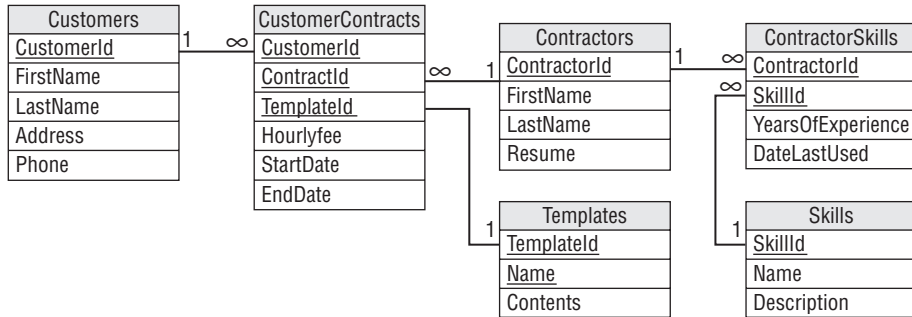 Customers
CustomerId
FirstName
LastName
Address
Phone
1
∞
CustomerContracts
CustomerId
ContractId
TemplateId
Hourlyfee
StartDate
EndDate
∞
1
1
Contractors
ContractorId
FirstName
LastName
Resume
Templates
TemplateId
Name
Contents
1
∞
∞
1
ContractorSkills
ContractorId
SkillId
YearsOfExperience
DateLastUsed
Skills
SkillId
Name
Description